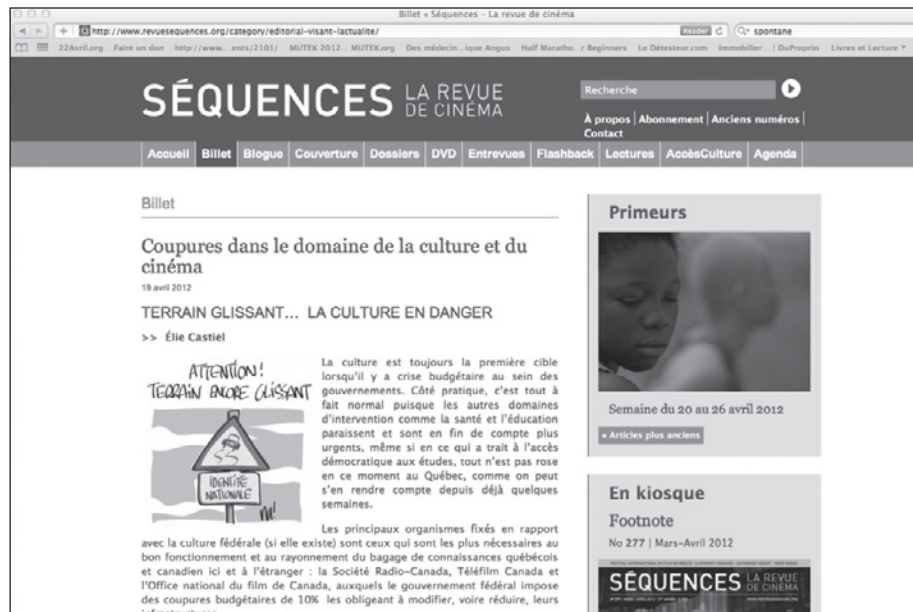 Billet « Séquences – La revue de cinéma
http://www.revuesequences.org/category/editorial-visant-lactualite/
Reader
spontane
22Avril.org ...Faire un don http://www...ents/2101/ MUTEK 2012... MUTEK.org Des médecin...ique Angus Half Maratho...r Beginners Le Détesteur.com Immobilier ...| DuProprio Livres et Lecture
SÉQUENCES LA REVUE
DE CINÉMA
Recherche
À propos | Abonnement | Anciens numéros |
Contact
Accueil Billet Blogue Couverture Dossiers DVD Entrevues Flashback Lectures AccèsCulture Agenda
Billet
Coupures dans le domaine de la culture et du
cinéma
19 avril 2012
TERRAIN GLISSANT... LA CULTURE EN DANGER
>> Élie Castiel
ATTENTION!
TERRAIN ENCORE GLISSANT
IDENTITÉ
NATIONALE
La culture est toujours la première cible
lorsqu'il y a crise budgétaire au sein des
gouvernements. Côté pratique, c'est tout à
fait normal puisque les autres domaines
d'intervention comme la santé et l'éducation
paraissent et sont en fin de compte plus
urgents, même si en ce qui a trait à l'accès
démocratique aux études, tout n'est pas rose
en ce moment au Québec, comme on peut
s'en rendre compte depuis déjà quelques
semaines.
Les principaux organismes fixés en rapport
avec la culture fédérale (si elle existe) sont ceux qui sont les plus nécessaires au
bon fonctionnement et au rayonnement du bagage de connaissances québécois
et canadien ici et à l'étranger : la Société Radio-Canada, Téléfilm Canada et
l'Office national du film de Canada, auxquels le gouvernement fédéral impose
des coupures budgétaires de 10% les obligeant à modifier, voire réduire, leurs
infrastructures
Primeurs
Semaine du 20 au 26 avril 2012
« Articles plus anciens
En kiosque
Footnote
No 277 | Mars-Avril 2012
SÉQUENCES LA REVUE
DE CINÉMA